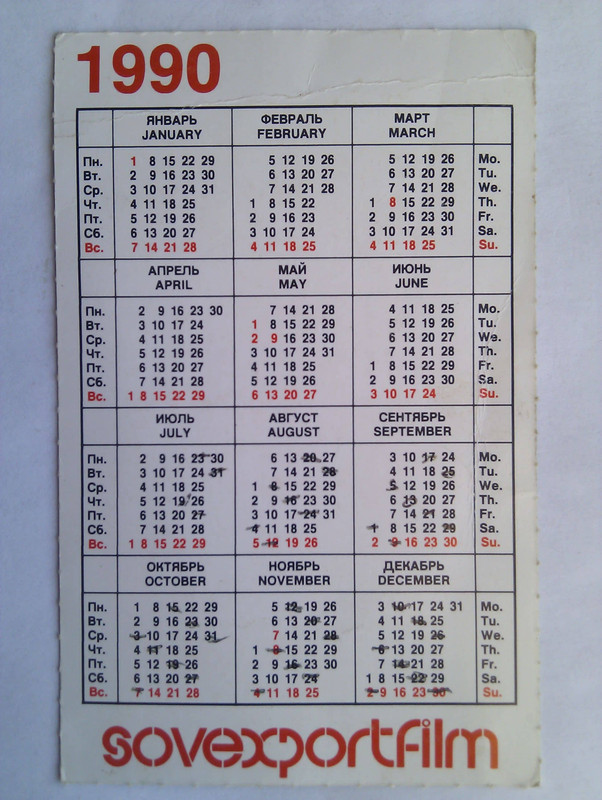 1990
ЯНВАРЬ ФЕВРАЛЬ МАРТ
JANUARY FEBRUARY MARCH
Пн. 1 8 15 22 29 5 12 19 26 5 12 19 26 Mo.
Вт. 2 9 16 23 30 6 13 20 27 6 13 20 27 Tu.
Ср. 3 10 17 24 31 7 14 21 28 7 14 21 28 We.
Чт. 4 11 18 25 1 8 15 22 1 8 15 22 29 Th.
Пт. 5 12 19 26 2 9 16 23 2 9 16 23 30 Fr.
Сб. 6 13 20 27 3 10 17 24 3 10 17 24 31 Sa.
Вс. 7 14 21 28 4 11 18 25 4 11 18 25 Su.
АПРЕЛЬ МАЙ ИЮНЬ
APRIL MAY JUNE
Пн. 2 9 16 23 30 7 14 21 28 4 11 18 25 Mo.
Вт. 3 10 17 24 1 8 15 22 29 5 12 19 26 Tu.
Ср. 4 11 18 25 2 9 16 23 30 6 13 20 27 We.
Чт. 5 12 19 26 3 10 17 24 31 7 14 21 28 Th.
Пт. 6 13 20 27 4 11 18 25 1 8 15 22 29 Fr.
Сб. 7 14 21 28 5 12 19 26 2 9 16 23 30 Sa.
Вс. 1 8 15 22 29 6 13 20 27 3 10 17 24 Su.
ИЮЛЬ АВГУСТ СЕНТЯБРЬ
JULY AUGUST SEPTEMBER
Пн. 2 9 16 23 30 6 13 20 27 3 10 17 24 Mo.
Вт. 3 10 17 24 31 7 14 21 28 4 11 18 25 Tu.
Ср. 4 11 18 25 1 8 15 22 29 5 12 19 26 We.
Чт. 5 12 19 26 2 9 16 23 30 6 13 20 27 Th.
Пт. 6 13 20 27 3 10 17 24 31 7 14 21 28 Fr.
Сб. 7 14 21 28 4 11 18 25 1 8 15 22 29 Sa.
Вс. 1 8 15 22 29 5 12 19 26 2 9 16 23 30 Su.
ОКТЯБРЬ НОЯБРЬ ДЕКАБРЬ
OCTOBER NOVEMBER DECEMBER
Пн. 1 8 15 22 29 5 12 19 26 3 10 17 24 31 Mo.
Вт. 2 9 16 23 30 6 13 20 27 4 11 18 25 Tu.
Ср. 3 10 17 24 31 7 14 21 28 5 12 19 26 We.
Чт. 4 11 18 25 1 8 15 22 29 6 13 20 27 Th.
Пт. 5 12 19 26 2 9 16 23 30 7 14 21 28 Fr.
Сб. 6 13 20 27 3 10 17 24 1 8 15 22 29 Sa.
Вс. 7 14 21 28 4 11 18 25 2 9 16 23 30 Su.
sovexportfilm